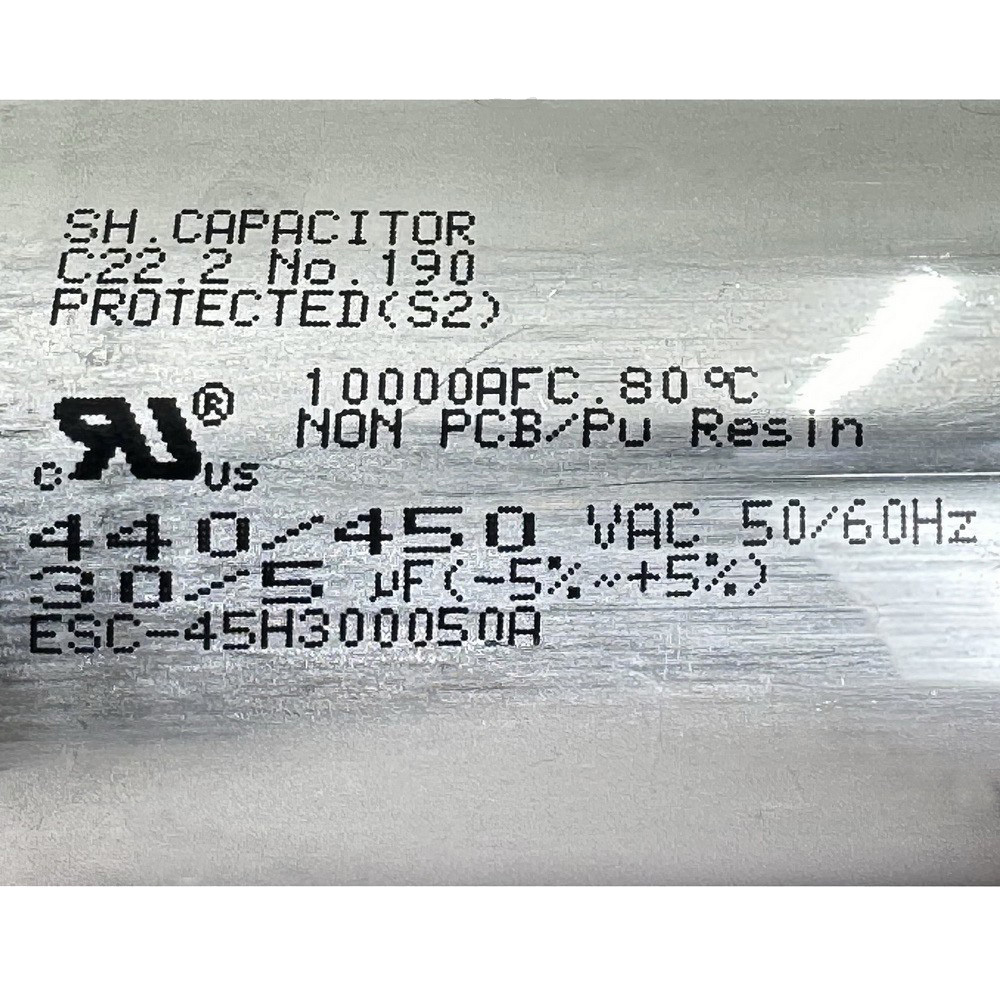 SH.CAPACITOR
C22.2 No.190
PROTECTED(S2)
10000AFC.80℃
NON PCB/Pu Resin
c RU® us
440/450 VAC 50/60Hz
30/5 µF(-5%~+5%)
ESC-45H300050A